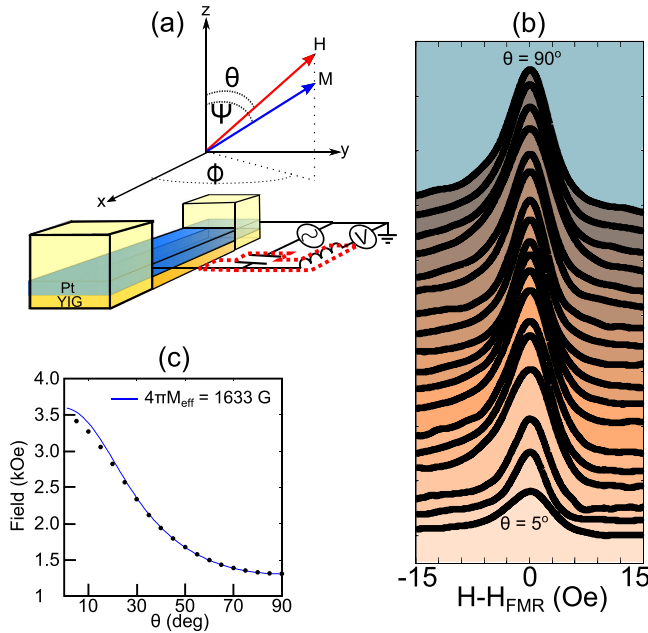 (a)
z
H
M
θ
Ψ
y
Φ
x
V
Pt
YIG
(b)
θ = 90°
θ = 5°
-15 0 15
H-H_FMR (Oe)
(c)
4.0
3.5
3.0
2.5
2.0
1.5
1
4πM_eff = 1633 G
Field (kOe)
10 30 50 70 90
θ (deg)